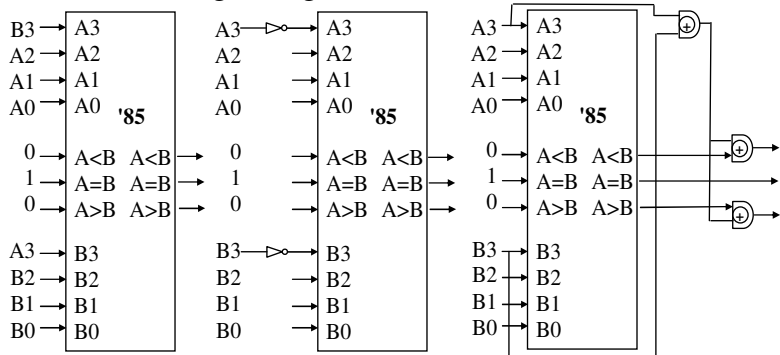 B3 A3
A2 A2
A1 A1
A0 A0
'85
0 A<B A<B
1 A=B A=B
0 A>B A>B
A3 B3
B2 B2
B1 B1
B0 B0
A3 A3
A2 A2
A1 A1
A0 A0
'85
0 A<B A<B
1 A=B A=B
0 A>B A>B
B3 B3
B2 B2
B1 B1
B0 B0
A3 A3
A2 A2
A1 A1
A0 A0
'85
0 A<B A<B
1 A=B A=B
0 A>B A>B
B3 B3
B2 B2
B1 B1
B0 B0
+
+
+